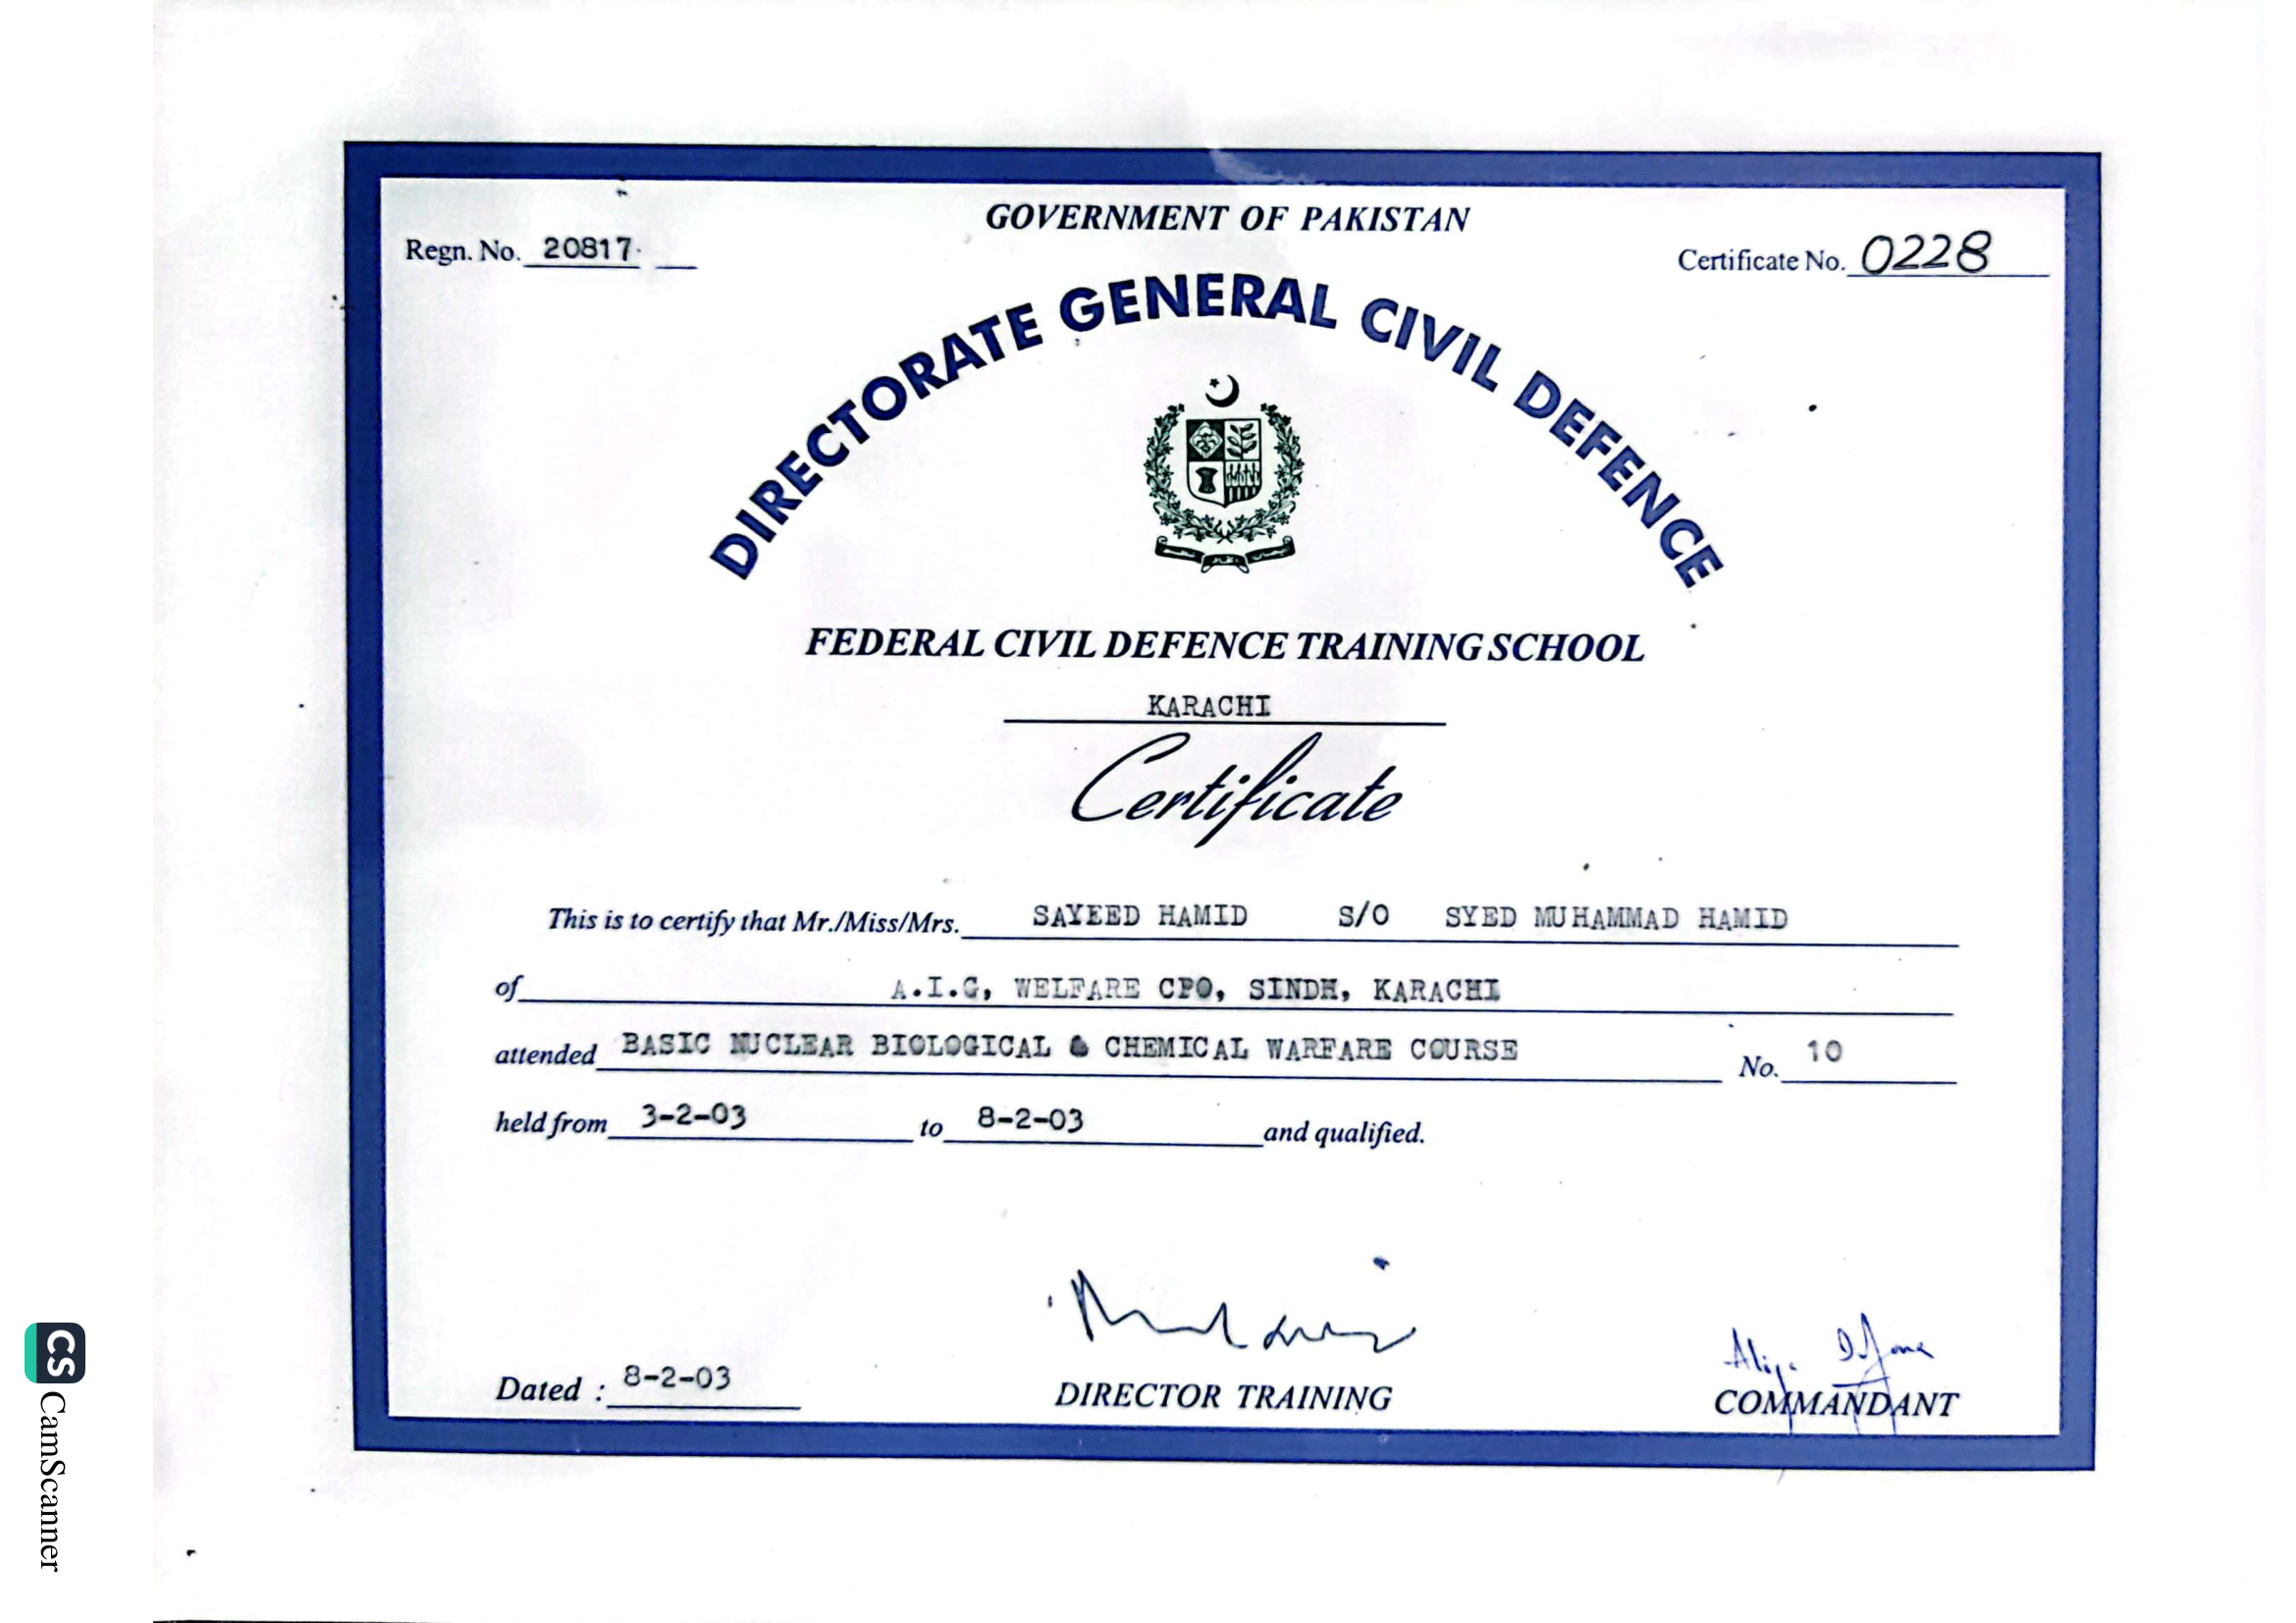 GOVERNMENT OF PAKISTAN
Regn. No. 20817
Certificate No. 0228
DIRECTORATE GENERAL CIVIL DEFENCE
FEDERAL CIVIL DEFENCE TRAINING SCHOOL
KARACHI
Certificate
This is to certify that Mr./Miss/Mrs. SAYEED HAMID S/O SYED MUHAMMAD HAMID
of A.I.G, WELFARE CPO, SINDH, KARACHI
attended BASIC NUCLEAR BIOLOGICAL & CHEMICAL WARFARE COURSE No. 10
held from 3-2-03 to 8-2-03 and qualified.
Dated : 8-2-03
DIRECTOR TRAINING
COMMANDANT
CS CamScanner